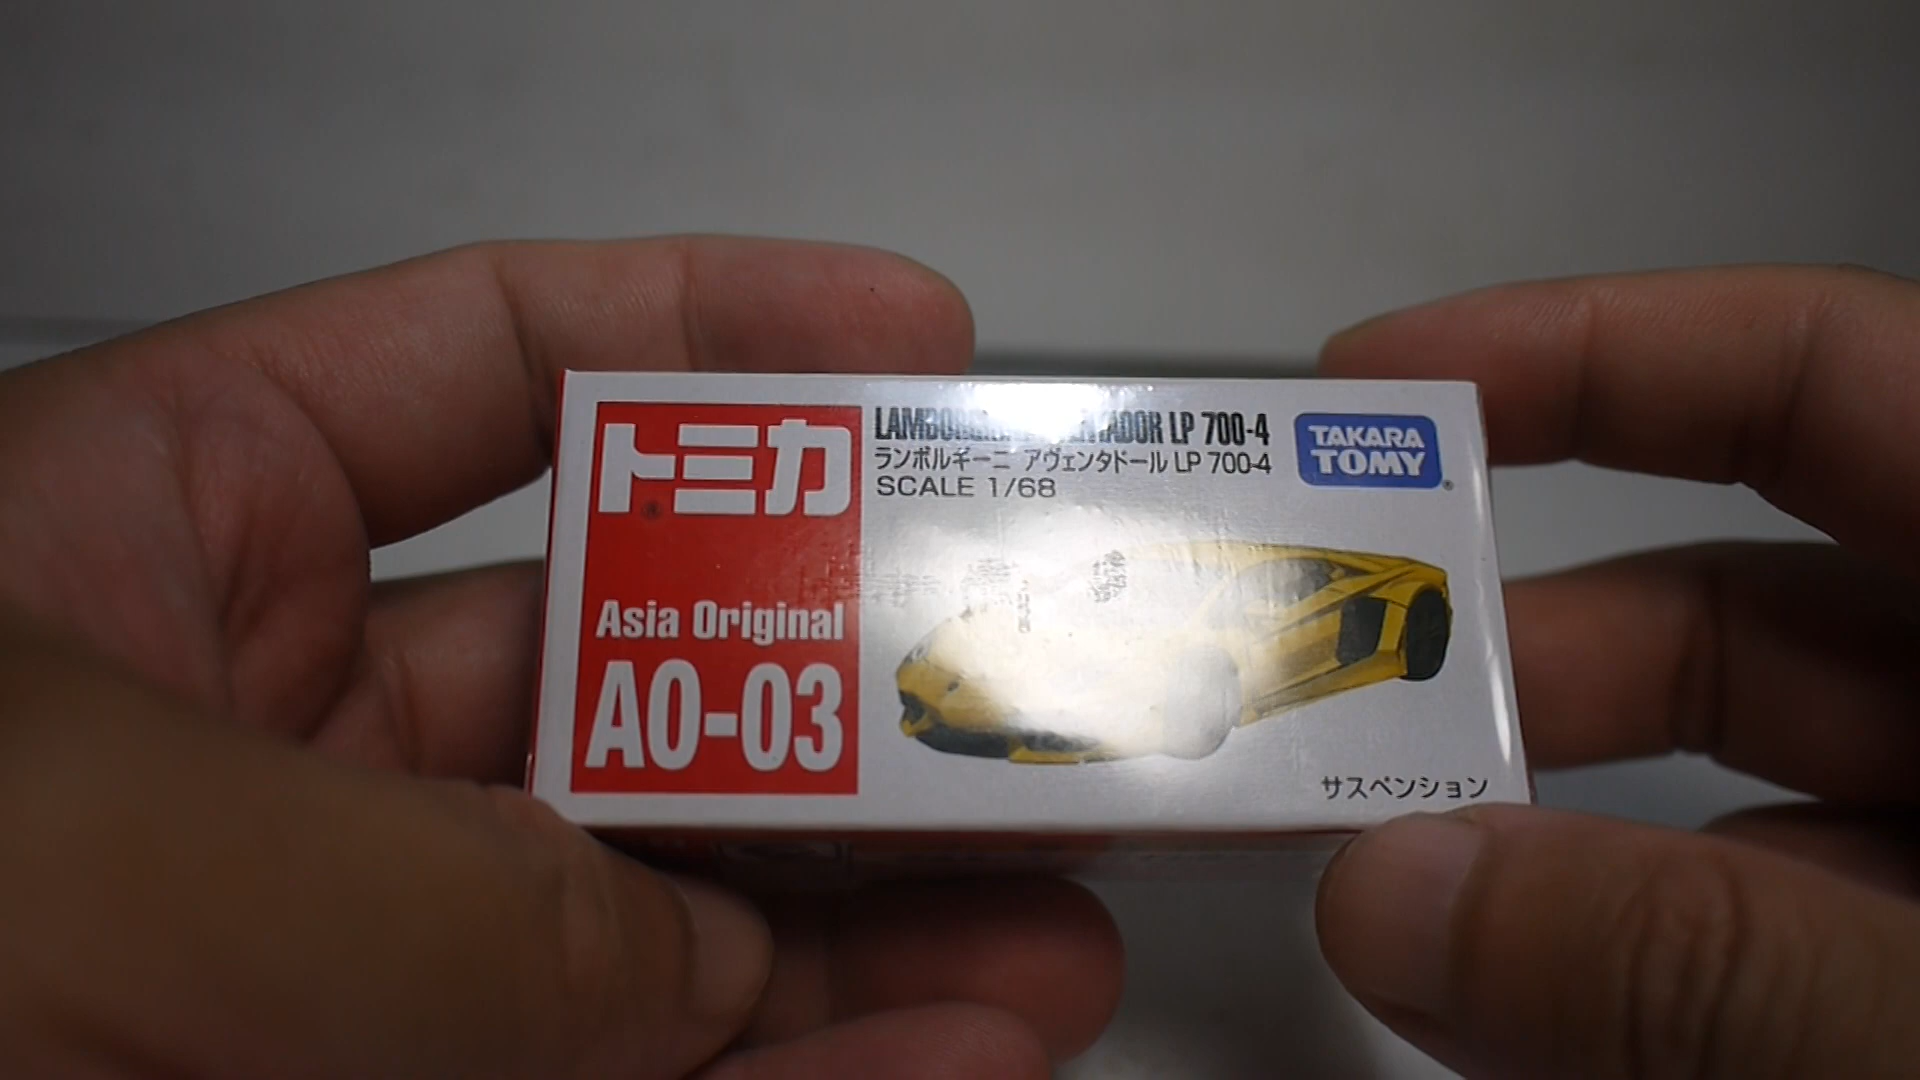 トミカ
Asia Original
AO-03
LP 700-4
ランボルギーニ アヴェンタドール LP 700-4
SCALE 1/68
TAKARA
TOMY
サスペンション